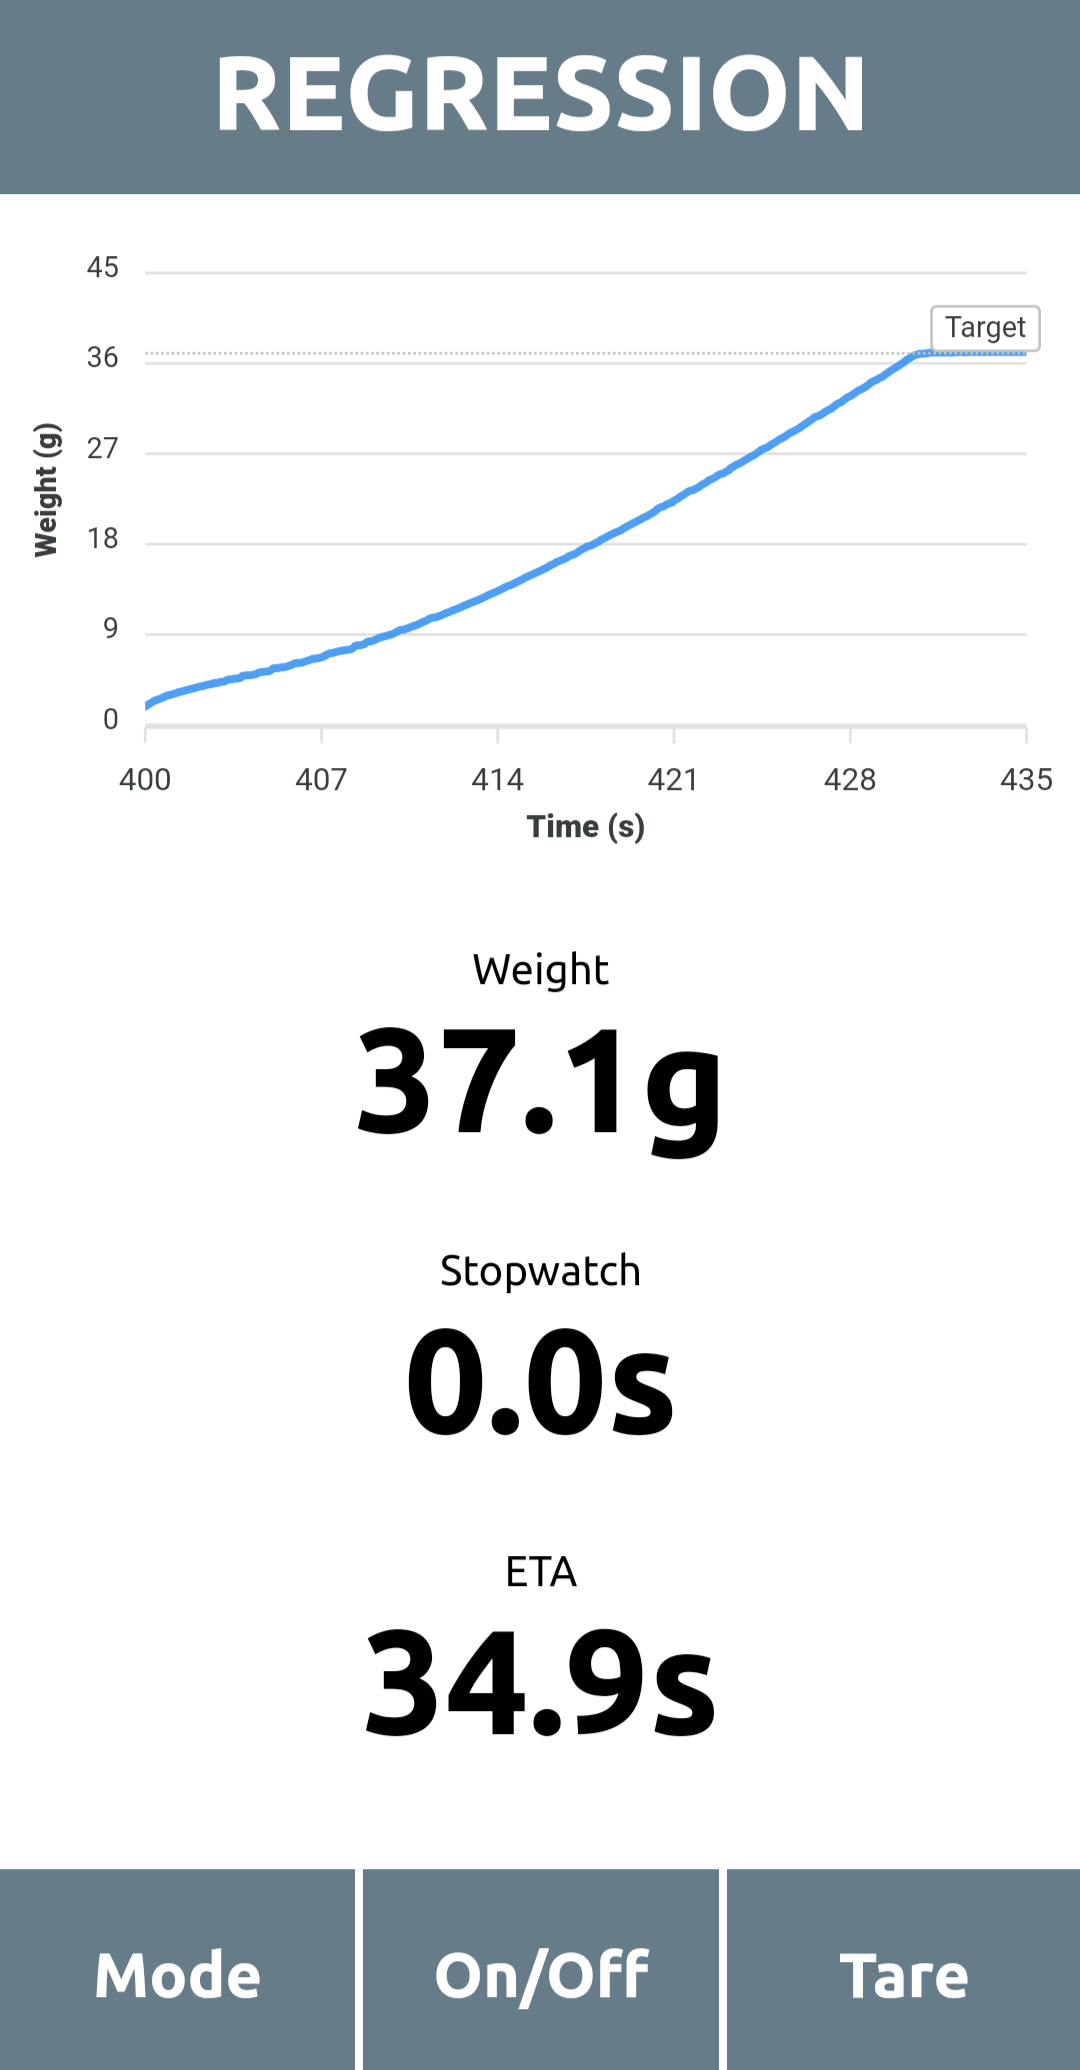 REGRESSION
45
Target
36
27
18
9
0
Weight (g)
400 407 414 421 428 435
Time (s)
Weight
37.1g
Stopwatch
0.0s
ETA
34.9s
Mode On/Off Tare